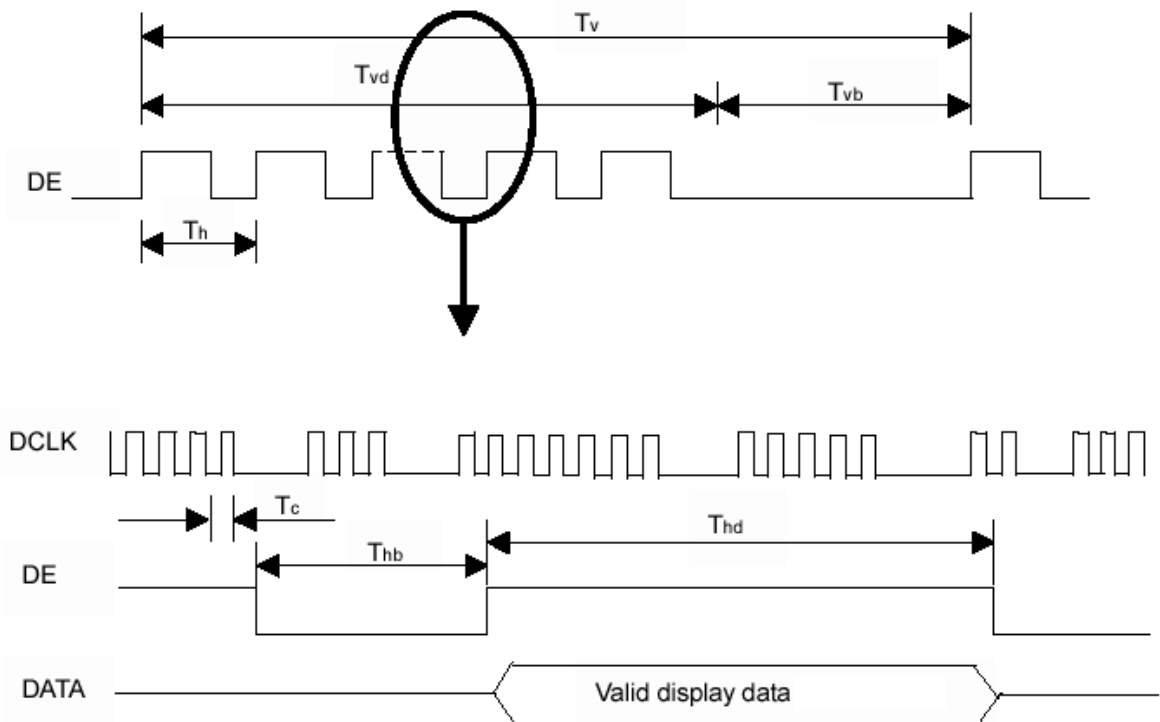 Tv
Tvd
Tvb
DE
Th
DCLK
Tc
Thd
Thb
DE
DATA
Valid display data